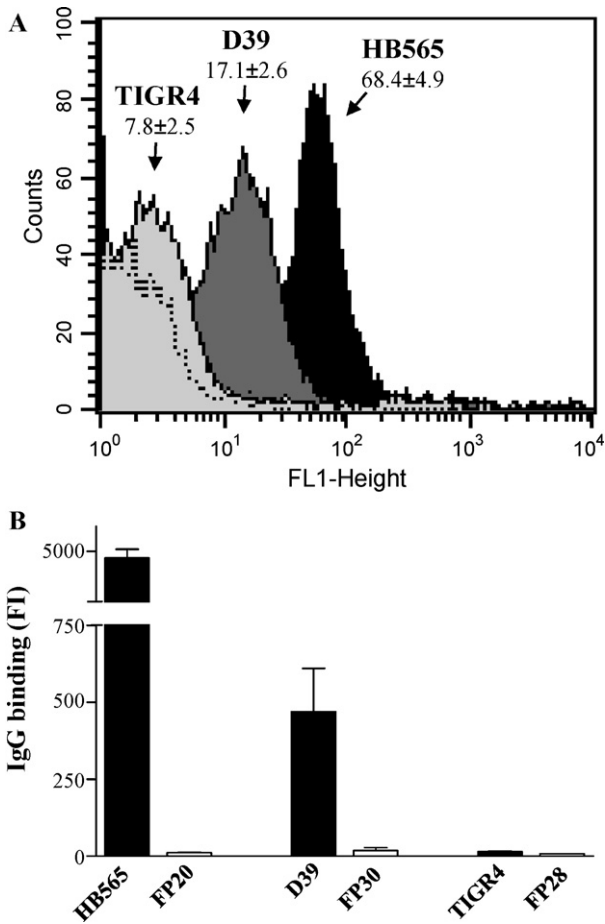 A
100
80
60
40
20
0
Counts
TIGR4
7.8±2.5
D39
17.1±2.6
HB565
68.4±4.9
10^0
10^1
10^2
10^3
10^4
FL1-Height
B
IgG binding (FI)
5000
750
500
250
0
HB565
FP20
D39
FP30
TIGR4
FP28